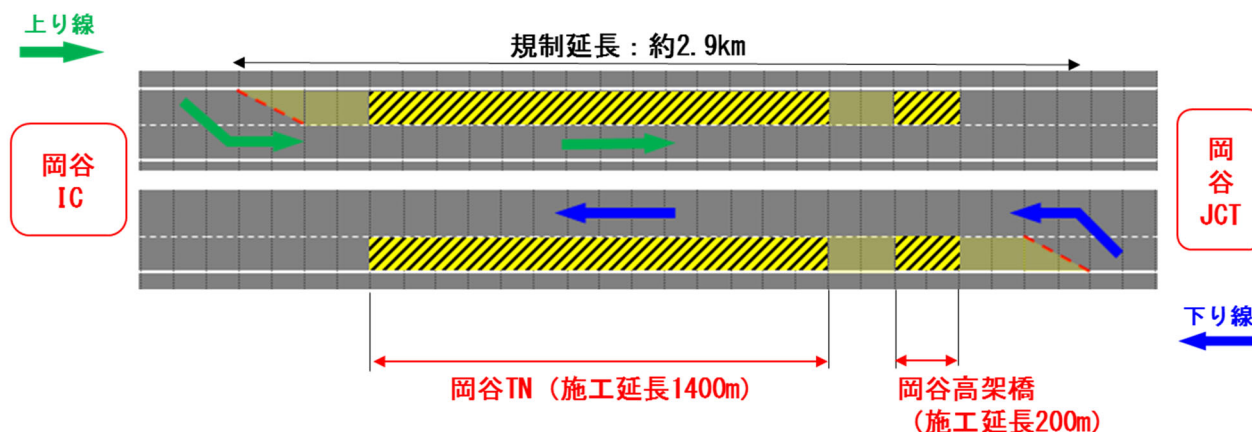 上り線
規制延長：約2.9km
岡谷
IC
岡
谷
JCT
下り線
岡谷TN（施工延長1400m）
岡谷高架橋
（施工延長200m）